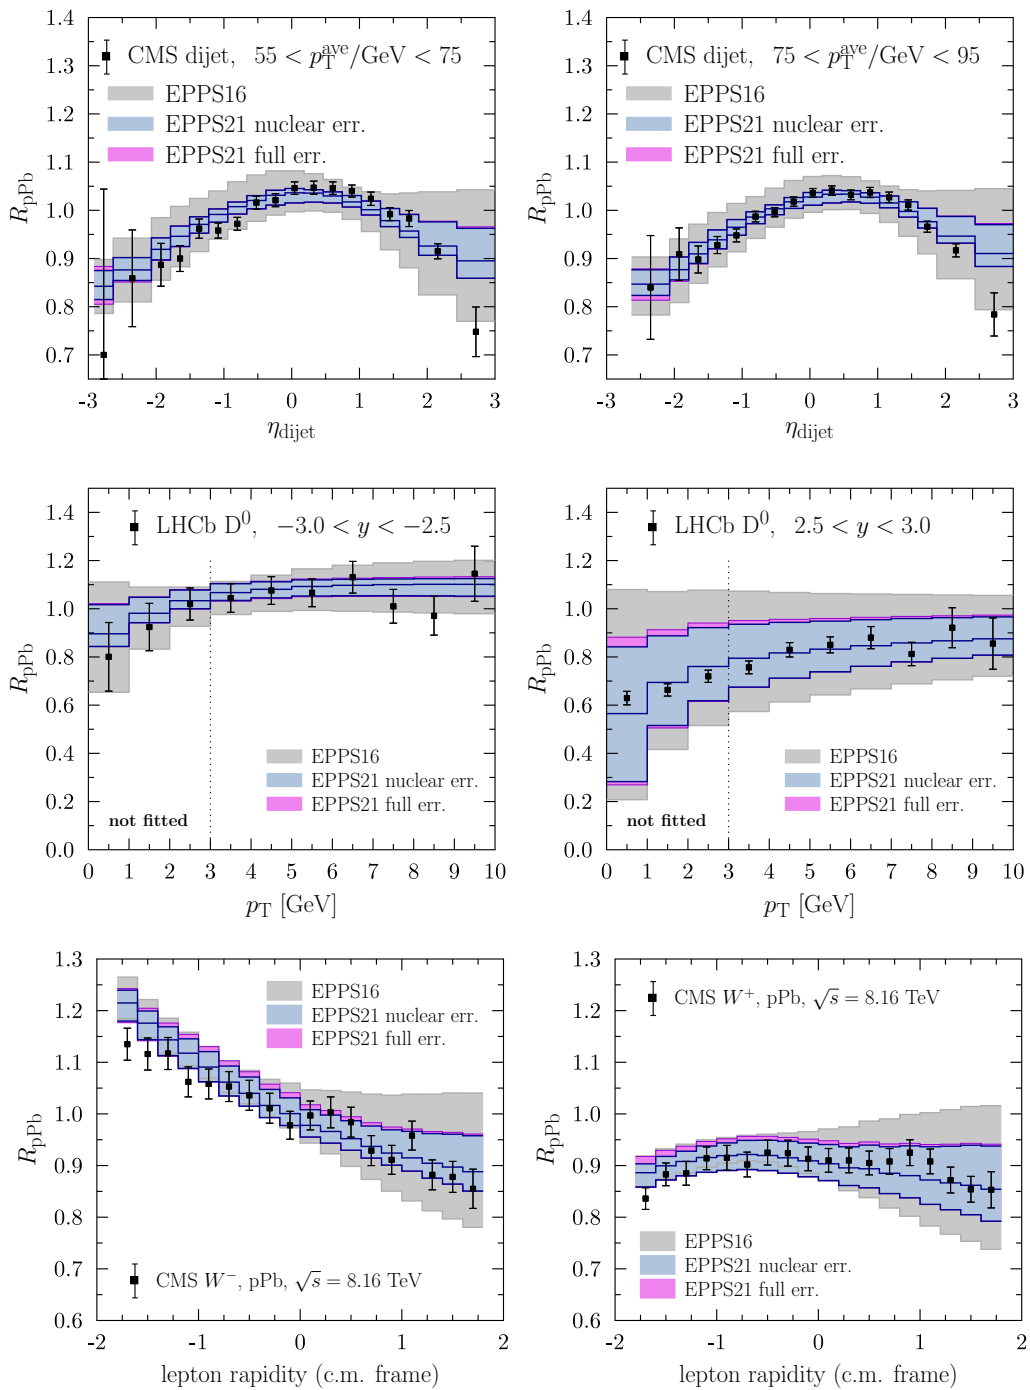 CMS dijet, 55 < p_T^ave/GeV < 75
EPPS16
EPPS21 nuclear err.
EPPS21 full err.
R_pPb
1.4
1.3
1.2
1.1
1.0
0.9
0.8
0.7
-3 -2 -1 0 1 2 3
η_dijet
CMS dijet, 75 < p_T^ave/GeV < 95
EPPS16
EPPS21 nuclear err.
EPPS21 full err.
R_pPb
1.4
1.3
1.2
1.1
1.0
0.9
0.8
0.7
-3 -2 -1 0 1 2 3
η_dijet
LHCb D⁰, −3.0 < y < −2.5
R_pPb
1.4
1.2
1.0
0.8
0.6
0.4
0.2
0.0
EPPS16
EPPS21 nuclear err.
EPPS21 full err.
not fitted
0 1 2 3 4 5 6 7 8 9 10
p_T [GeV]
LHCb D⁰, 2.5 < y < 3.0
R_pPb
1.4
1.2
1.0
0.8
0.6
0.4
0.2
0.0
EPPS16
EPPS21 nuclear err.
EPPS21 full err.
not fitted
0 1 2 3 4 5 6 7 8 9 10
p_T [GeV]
EPPS16
EPPS21 nuclear err.
EPPS21 full err.
R_pPb
1.3
1.2
1.1
1.0
0.9
0.8
0.7
0.6
CMS W⁻, pPb, √s = 8.16 TeV
-2 -1 0 1 2
lepton rapidity (c.m. frame)
CMS W⁺, pPb, √s = 8.16 TeV
R_pPb
1.3
1.2
1.1
1.0
0.9
0.8
0.7
0.6
EPPS16
EPPS21 nuclear err.
EPPS21 full err.
-2 -1 0 1 2
lepton rapidity (c.m. frame)